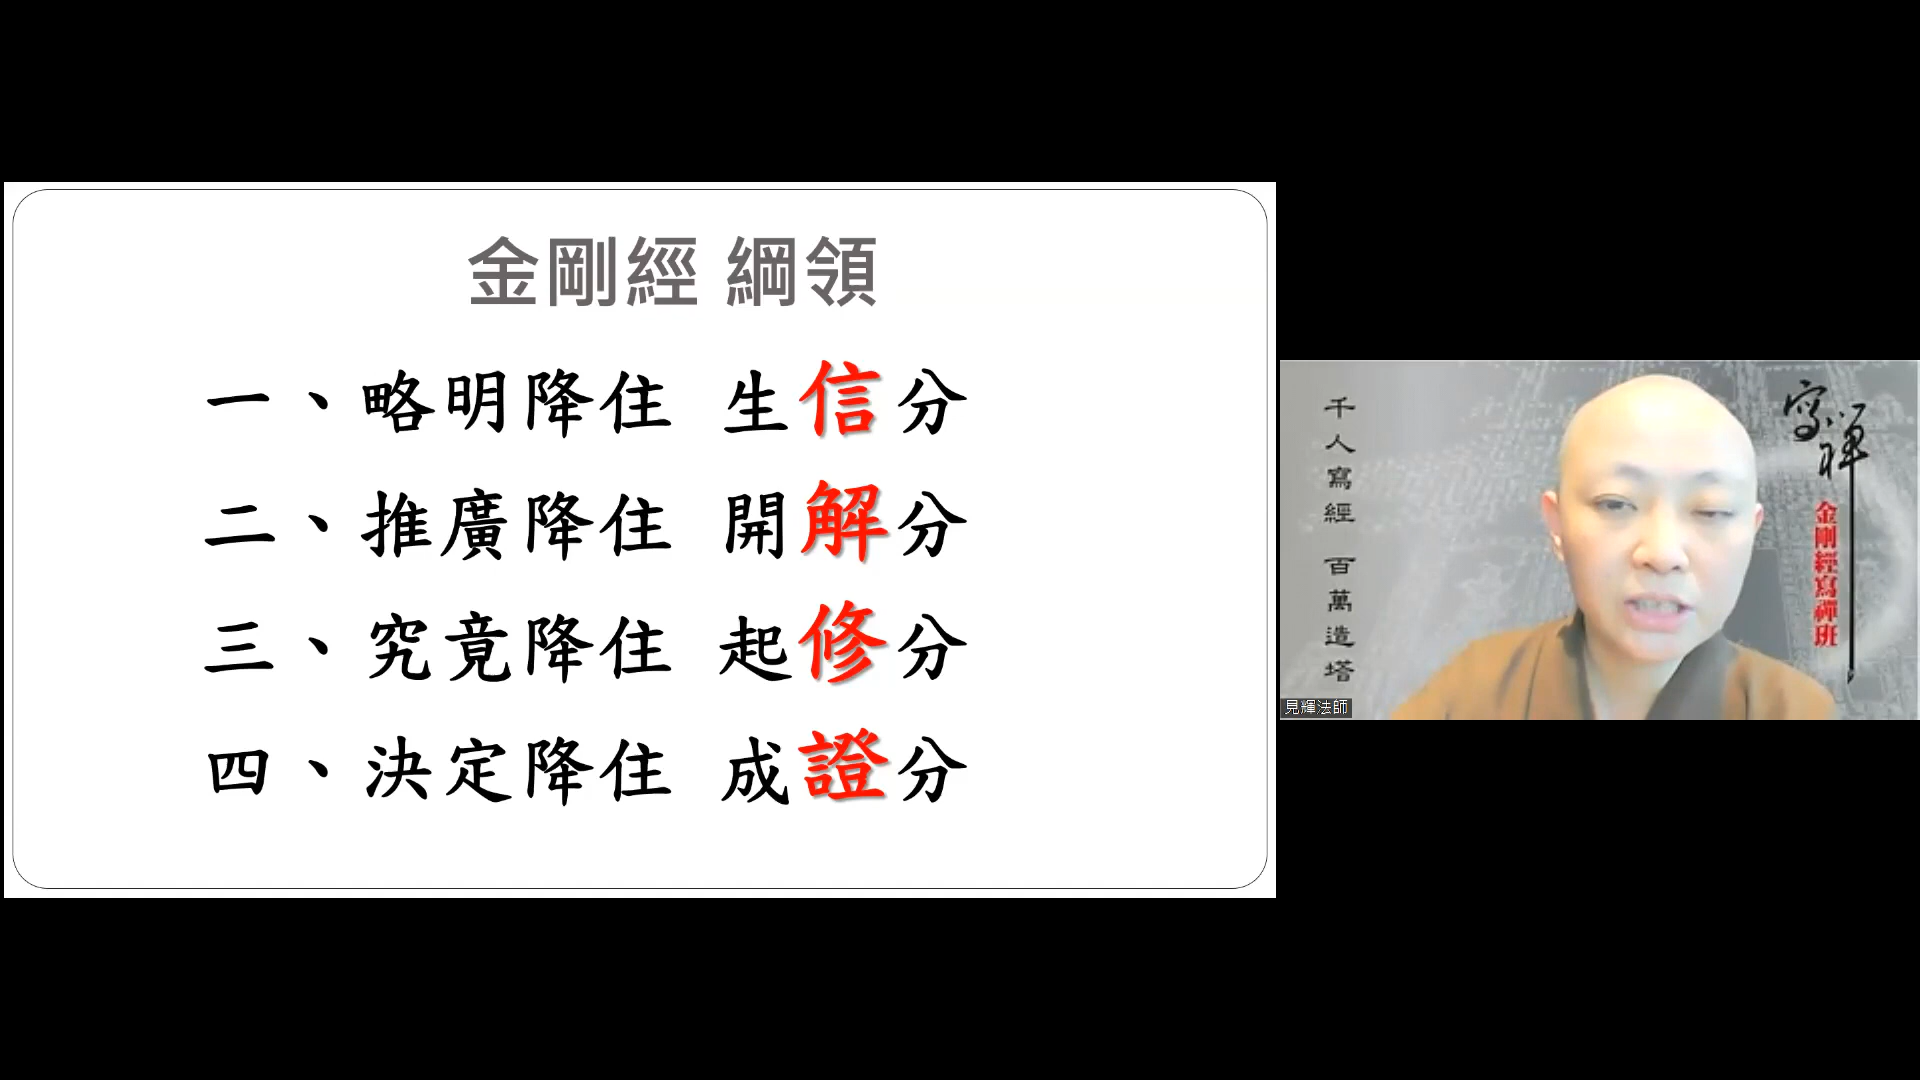 金剛經 綱領
一、略明降住 生信分
二、推廣降住 開解分
三、究竟降住 起修分
四、決定降住 成證分
千人寫經 百萬造塔
寫禪
金剛經寫禪班
見輝法師